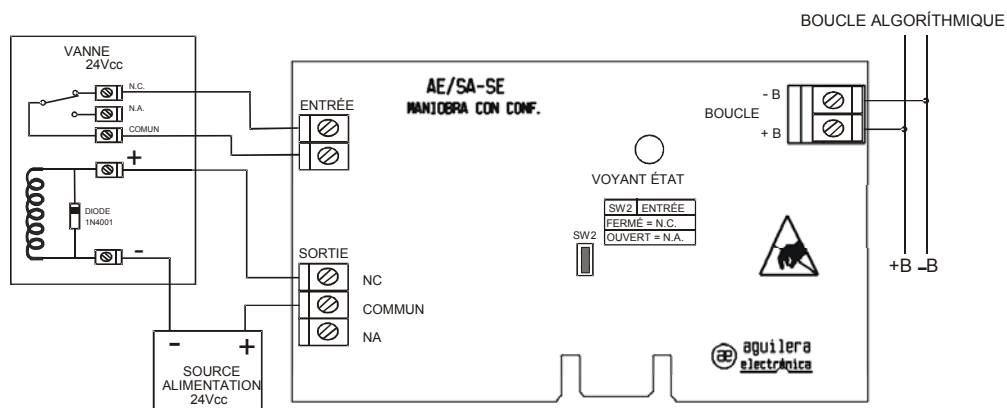 BOUCLE ALGORÍTHMIQUE
VANNE
24Vcc
N.C.
N.A.
COMUN
+
DIODE
1N4001
-
AE/SA-SE
MANIOBRA CON CONF.
ENTRÉE
- B
BOUCLE
+ B
VOYANT ÉTAT
SW2 ENTRÉE
FERMÉ = N.C.
OUVERT = N.A.
SW2
SORTIE
NC
COMMUN
NA
+B -B
- +
SOURCE
ALIMENTATION
24Vcc
ae aguilera
electrónica